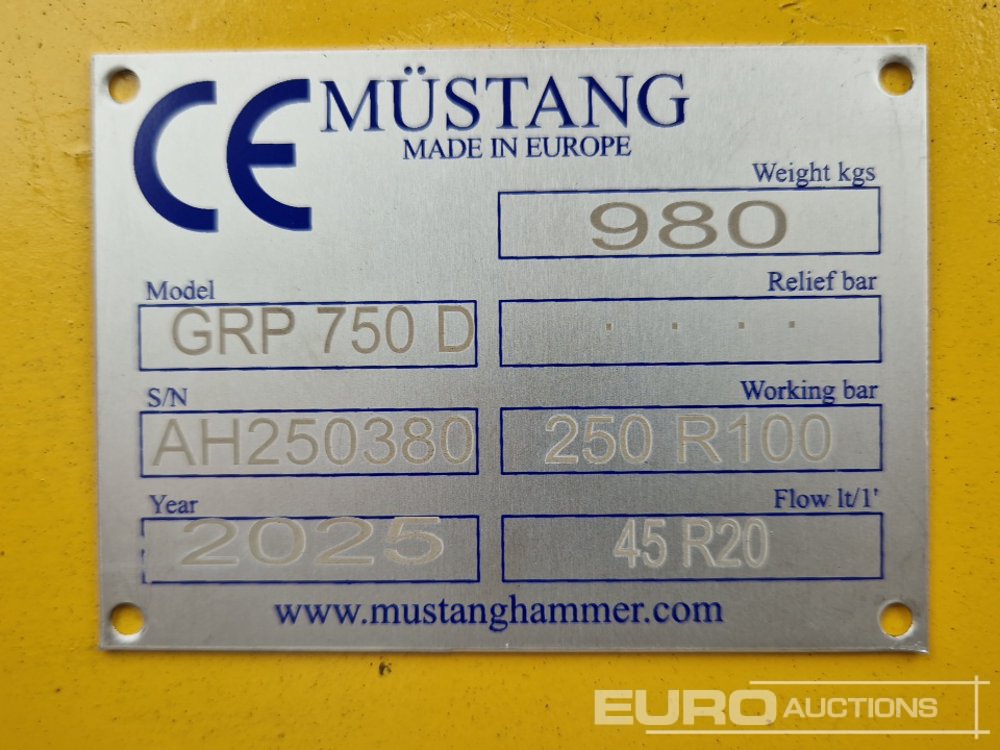 CE MÜSTANG
MADE IN EUROPE
Weight kgs
980
Model
GRP 750 D
Relief bar
. . . .
S/N
AH250380
Working bar
250 R100
Year
2025
Flow lt/1'
45 R20
www.mustanghammer.com
EURO AUCTIONS